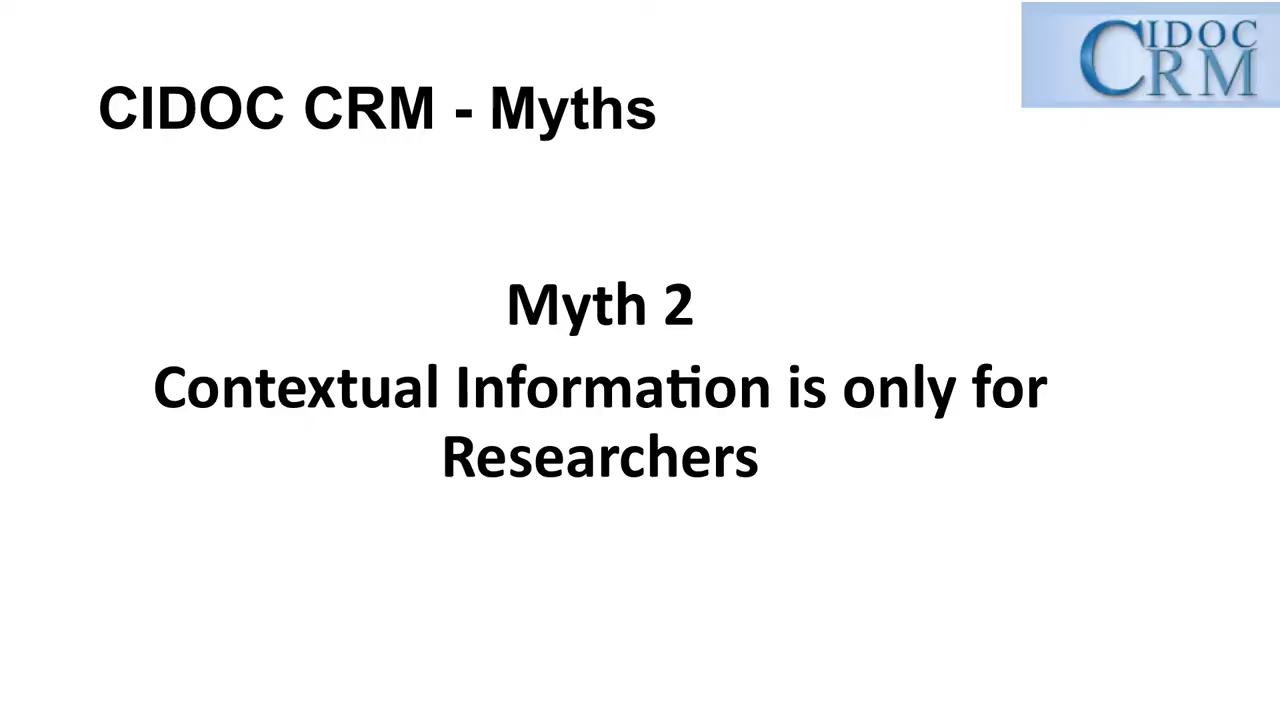 CIDOC
CRM
CIDOC CRM - Myths
Myth 2
Contextual Information is only for
Researchers